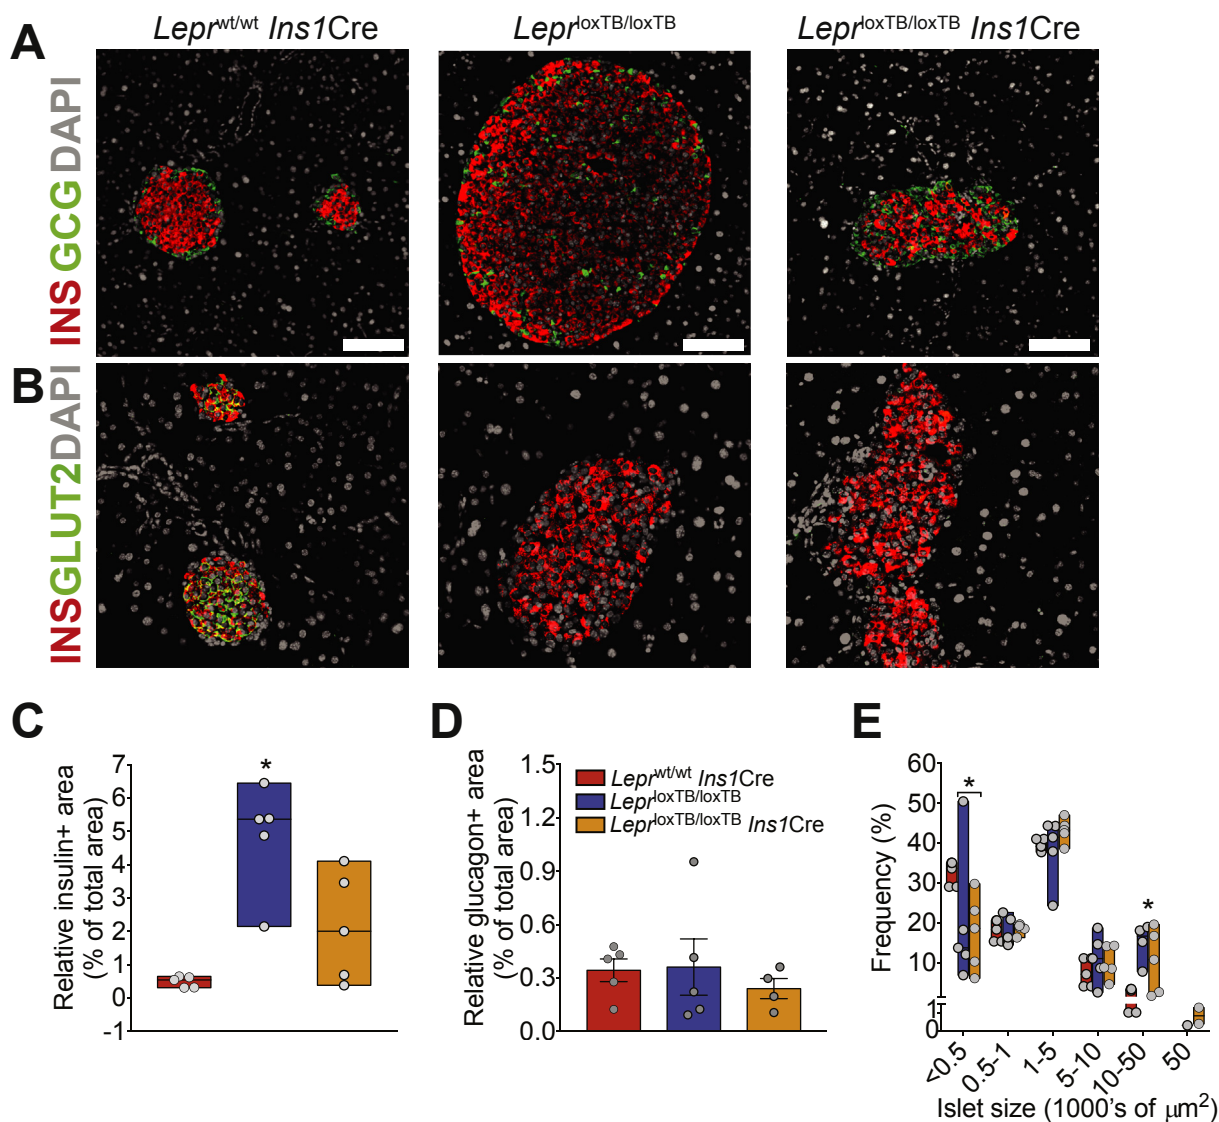 A
Lepr^wt/wt Ins1Cre
Lepr^loxTB/loxTB
Lepr^loxTB/loxTB Ins1Cre
INS GCG DAPI
B
INS GLUT2 DAPI
C
Relative insulin+ area
(% of total area)
7
6
5
4
3
2
1
0
-1
*
D
Relative glucagon+ area
(% of total area)
1.5
1.2
0.9
0.6
0.3
0.0
Lepr^wt/wt Ins1Cre
Lepr^loxTB/loxTB
Lepr^loxTB/loxTB Ins1Cre
E
Frequency (%)
60
50
40
30
20
10
1
0
*
*
<0.5
0.5-1
1-5
5-10
10-50
50
Islet size (1000's of μm²)